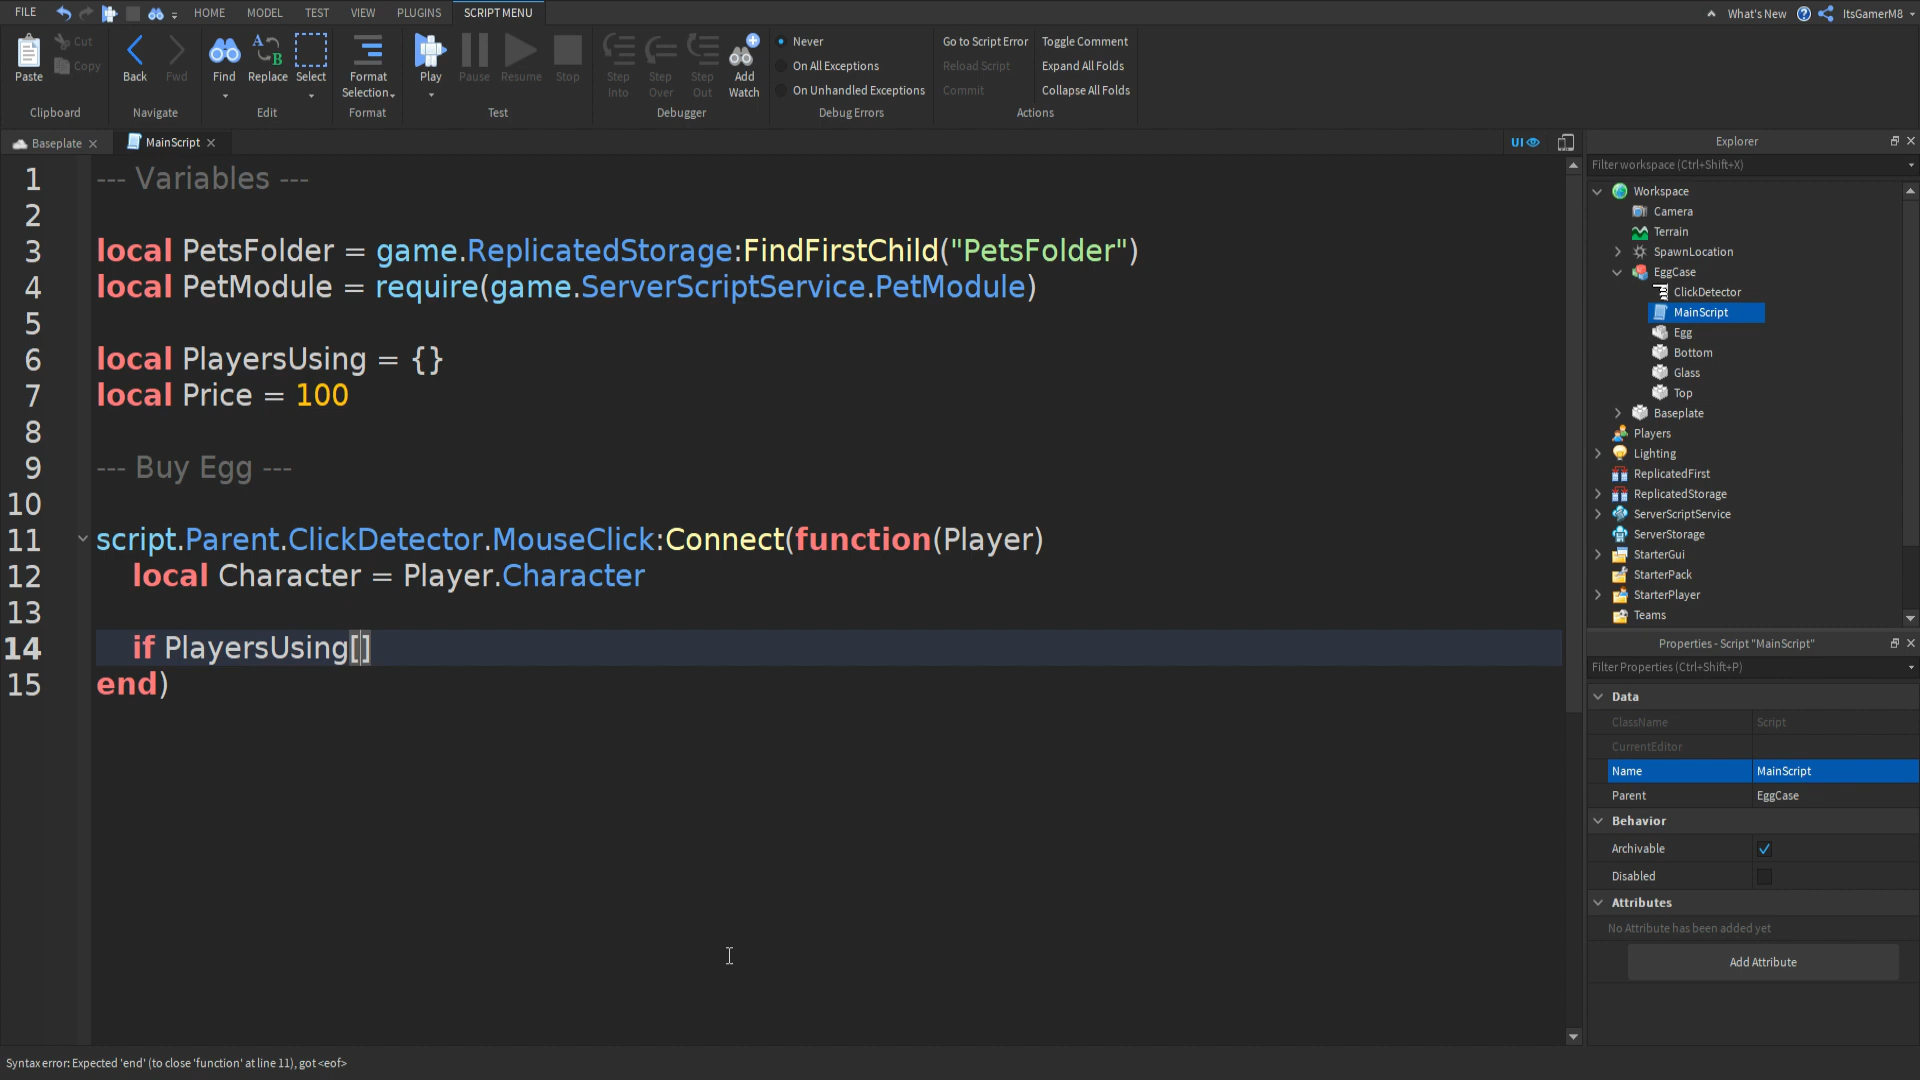 FILE HOME MODEL TEST VIEW PLUGINS SCRIPT MENU What's New ItsGamerM8
Paste Cut Copy Clipboard
Back Fwd Navigate
Find Replace Select Edit
Format Selection Format
Play Pause Resume Stop Test
Step Into Step Over Step Out Add Watch Debugger
Never
On All Exceptions
On Unhandled Exceptions
Debug Errors
Go to Script Error Toggle Comment
Reload Script Expand All Folds
Commit Collapse All Folds
Actions
Baseplate MainScript UI
1 --- Variables ---
2
3 local PetsFolder = game.ReplicatedStorage:FindFirstChild("PetsFolder")
4 local PetModule = require(game.ServerScriptService.PetModule)
5
6 local PlayersUsing = {}
7 local Price = 100
8
9 --- Buy Egg ---
10
11 script.Parent.ClickDetector.MouseClick:Connect(function(Player)
12 local Character = Player.Character
13
14 if PlayersUsing[]
15 end)
Explorer
Filter workspace (Ctrl+Shift+X)
Workspace
Camera
Terrain
SpawnLocation
EggCase
ClickDetector
MainScript
Egg
Bottom
Glass
Top
Baseplate
Players
Lighting
ReplicatedFirst
ReplicatedStorage
ServerScriptService
ServerStorage
StarterGui
StarterPack
StarterPlayer
Teams
Properties - Script "MainScript"
Filter Properties (Ctrl+Shift+P)
Data
ClassName Script
CurrentEditor
Name MainScript
Parent EggCase
Behavior
Archivable
Disabled
Attributes
No Attribute has been added yet
Add Attribute
Syntax error: Expected 'end' (to close 'function' at line 11), got <eof>